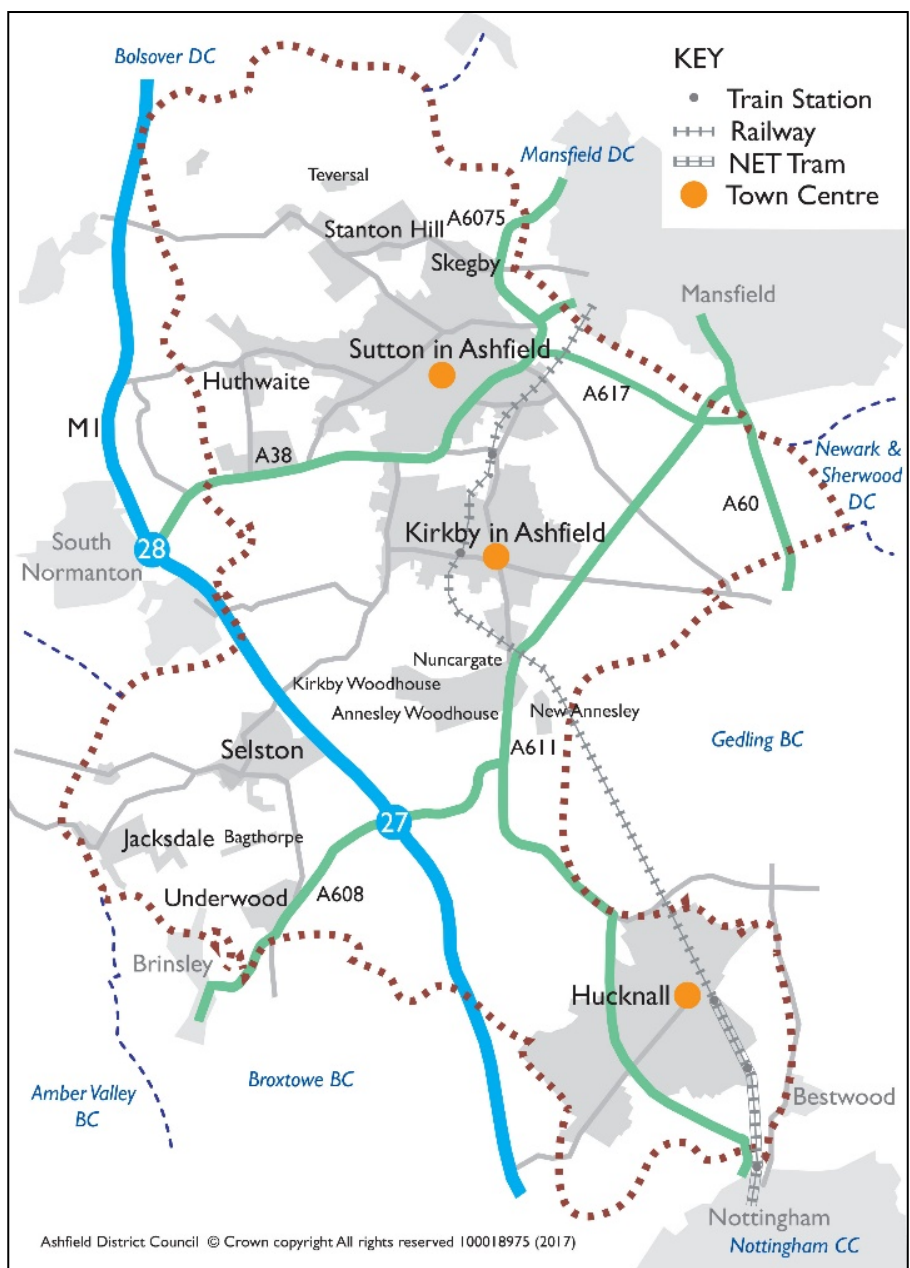 Bolsover DC
KEY
Train Station
Railway
NET Tram
Town Centre
Mansfield DC
Teversal
A6075
Stanton Hill
Skegby
Mansfield
Sutton in Ashfield
Huthwaite
A617
M1
A38
Newark &
Sherwood
DC
A60
Kirkby in Ashfield
South
Normanton
28
Nuncargate
Kirkby Woodhouse
Annesley Woodhouse
New Annesley
Gedling BC
A611
Selston
27
Jacksdale
Bagthorpe
Underwood
A608
Brinsley
Hucknall
Amber Valley
BC
Broxtowe BC
Bestwood
Nottingham
Nottingham CC
Ashfield District Council © Crown copyright All rights reserved 100018975 (2017)